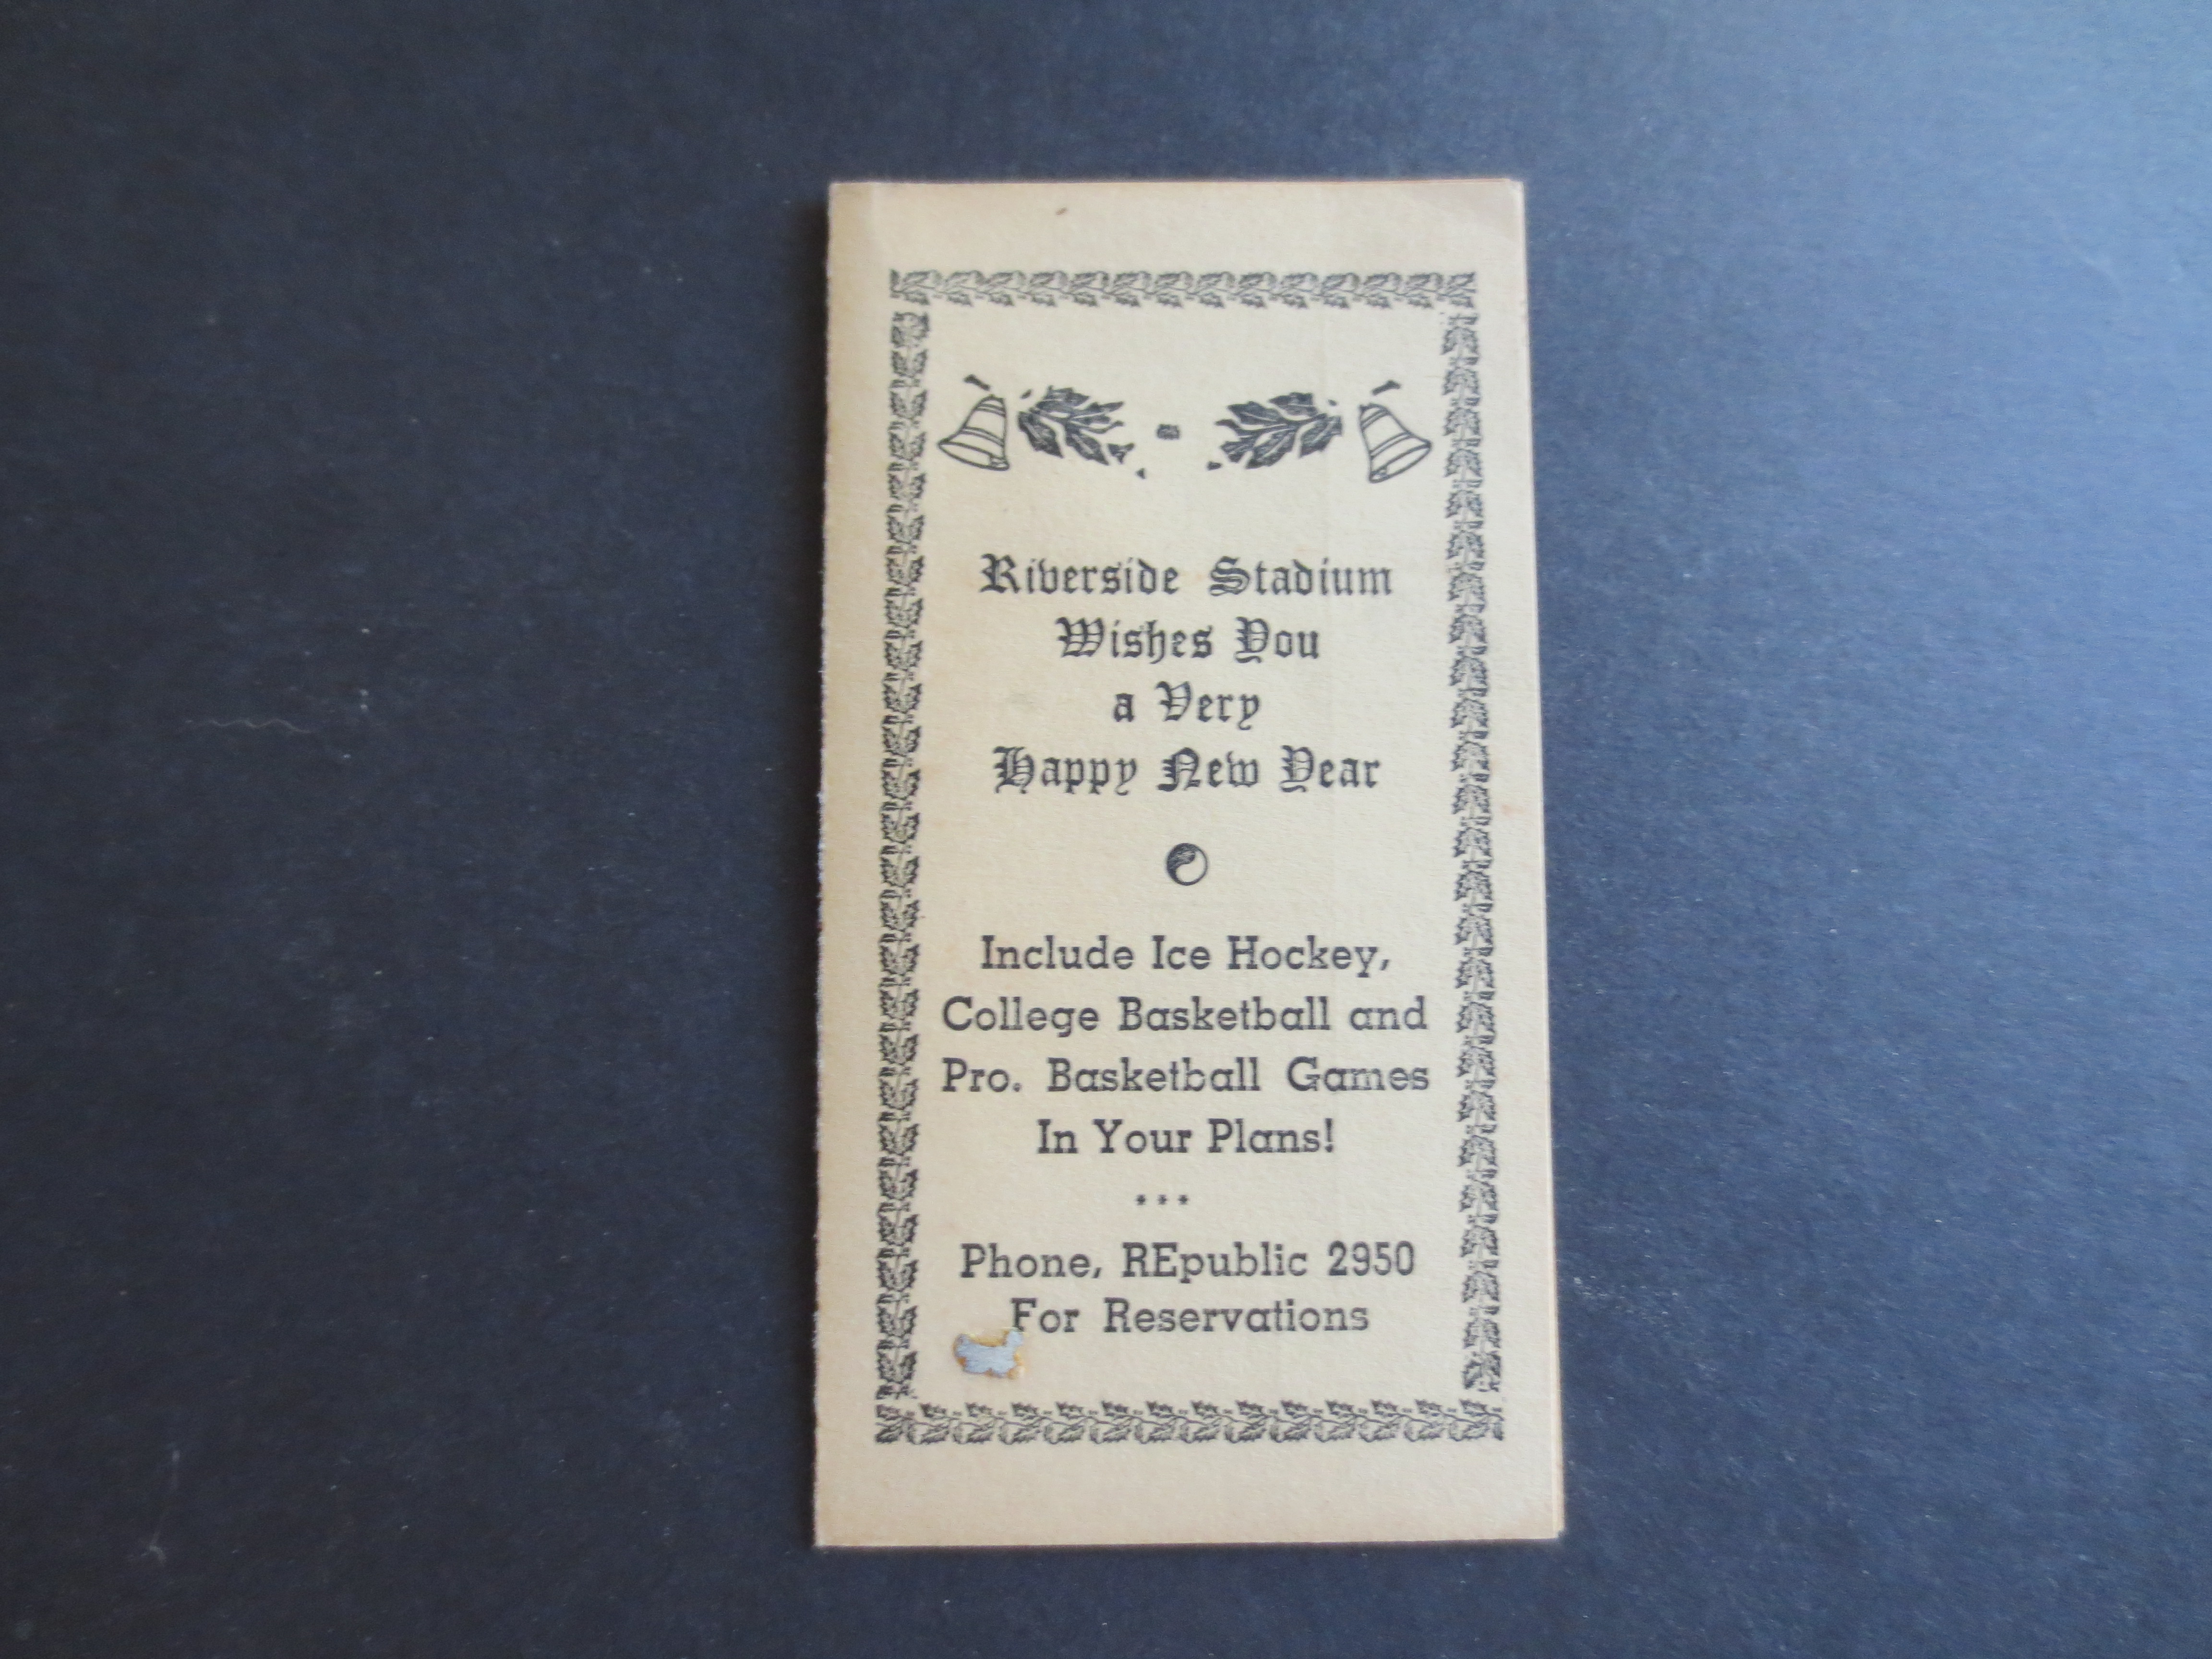 Riverside Stadium
Wishes You
a Very
Happy New Year
Include Ice Hockey,
College Basketball and
Pro. Basketball Games
In Your Plans!
* * *
Phone, REpublic 2950
For Reservations